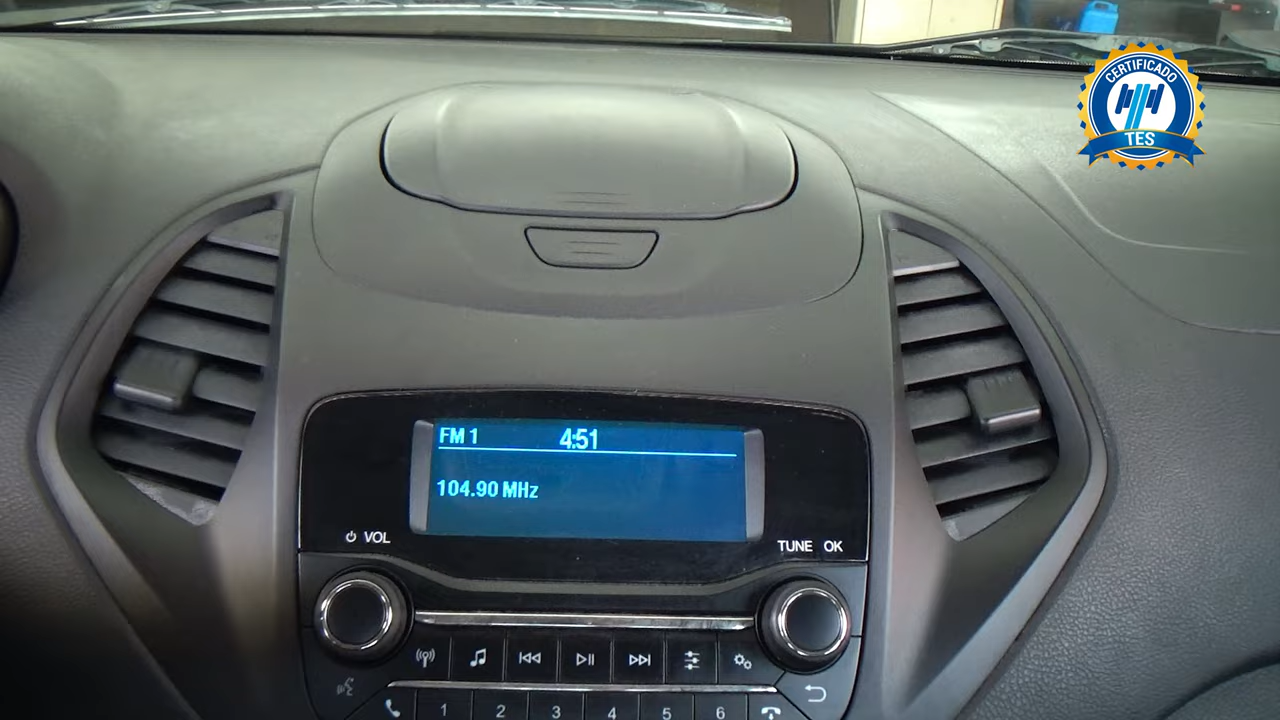 CERTIFICADO
TES
FM 1 4:51
104.90 MHz
VOL
TUNE OK
1 2 3 4 5 6